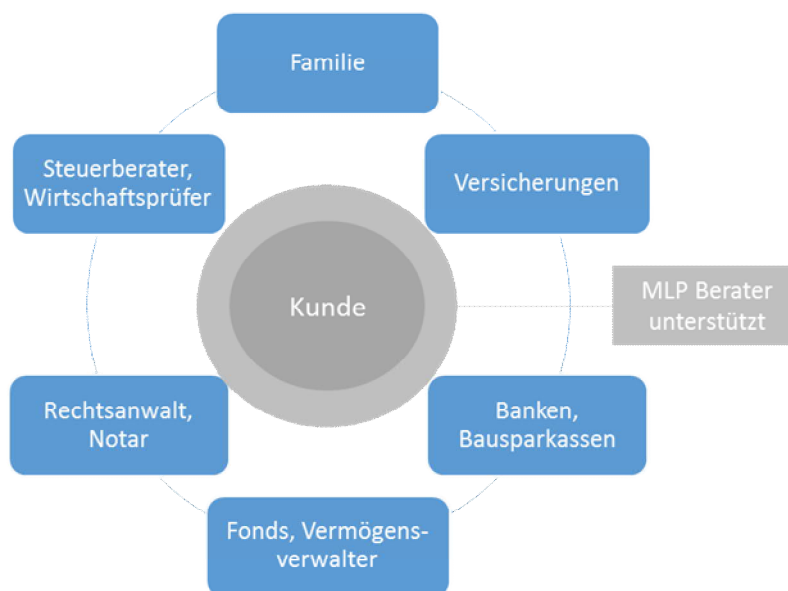 Familie
Steuerberater,
Wirtschaftsprüfer
Versicherungen
Kunde
MLP Berater
unterstützt
Rechtsanwalt,
Notar
Banken,
Bausparkassen
Fonds, Vermögens-
verwalter